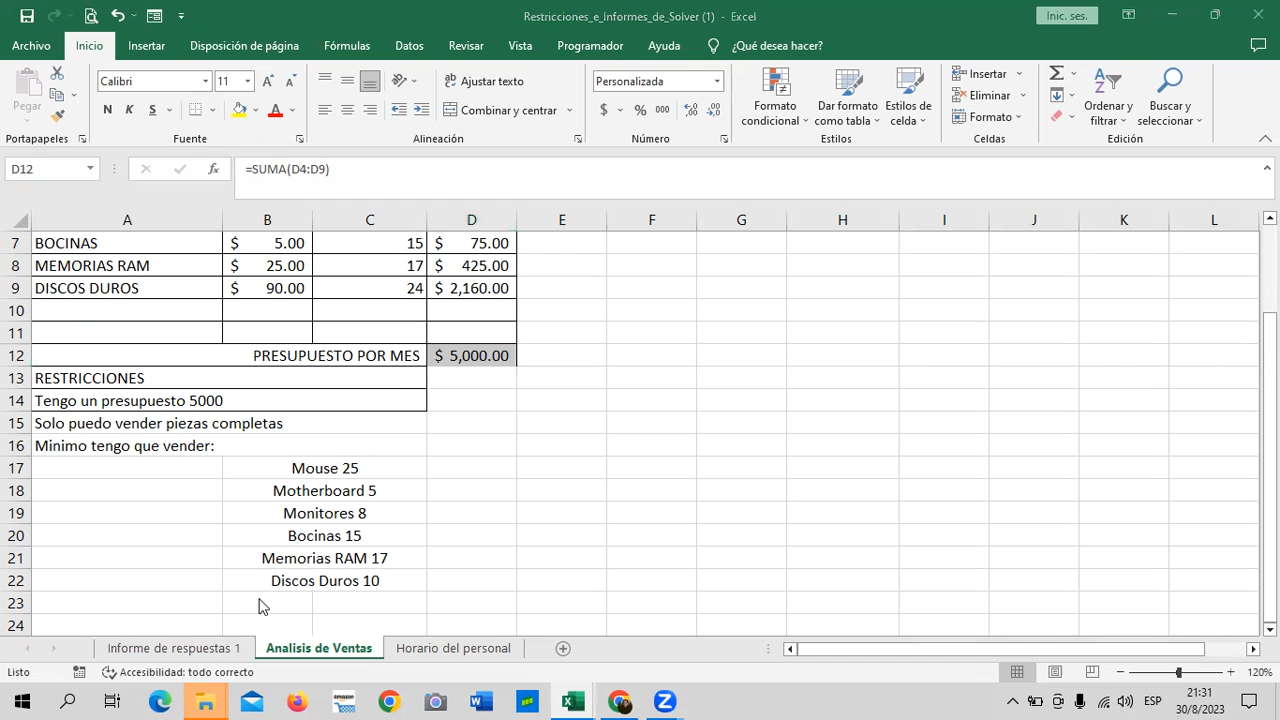 Restricciones_e_Informes_de_Solver (1) - Excel
Inic. ses.
Archivo Inicio Insertar Disposición de página Fórmulas Datos Revisar Vista Programador Ayuda ¿Qué desea hacer?
Pegar
Calibri 11
N K S
Ajustar texto
Combinar y centrar
Personalizada
$ % 000
Formato condicional
Dar formato como tabla
Estilos de celda
Insertar
Eliminar
Formato
Ordenar y filtrar
Buscar y seleccionar
Portapapeles Fuente Alineación Número Estilos Celdas Edición
D12 fx =SUMA(D4:D9)
A B C D E F G H I J K L
7 BOCINAS $ 5.00 15 $ 75.00
8 MEMORIAS RAM $ 25.00 17 $ 425.00
9 DISCOS DUROS $ 90.00 24 $ 2,160.00
10
11
12 PRESUPUESTO POR MES $ 5,000.00
13 RESTRICCIONES
14 Tengo un presupuesto 5000
15 Solo puedo vender piezas completas
16 Minimo tengo que vender:
17 Mouse 25
18 Motherboard 5
19 Monitores 8
20 Bocinas 15
21 Memorias RAM 17
22 Discos Duros 10
23
24
Informe de respuestas 1 Analisis de Ventas Horario del personal
Listo Accesibilidad: todo correcto 120%
amazon ESP 21:31
30/8/2023